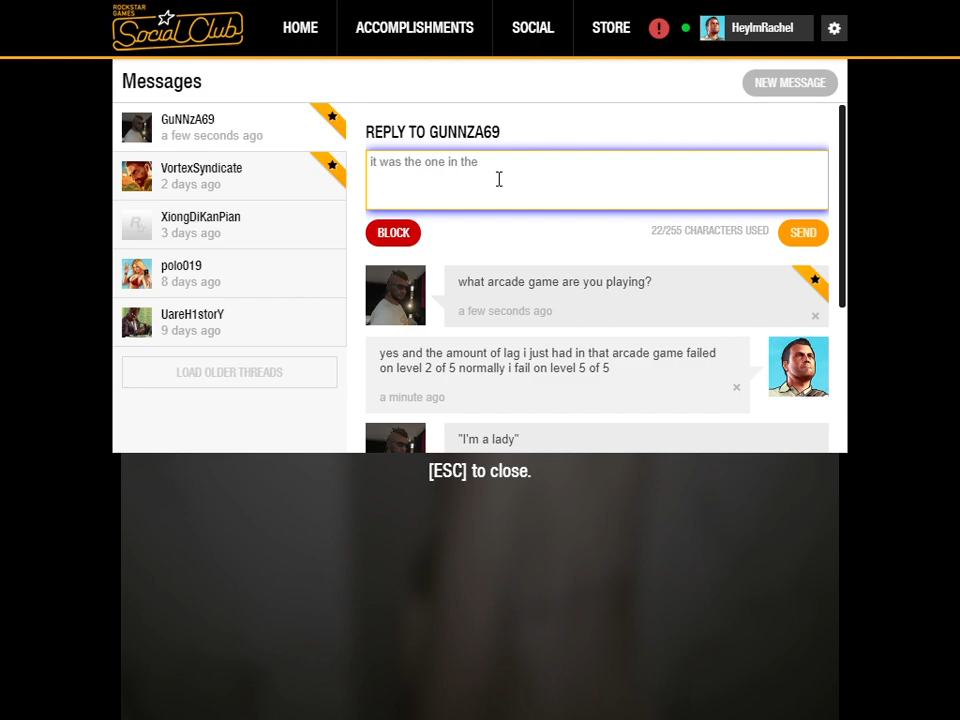 ROCKSTAR
GAMES
Social Club
HOME
ACCOMPLISHMENTS
SOCIAL
STORE
!
HeyImRachel
Messages
NEW MESSAGE
GuNNzA69
a few seconds ago
VortexSyndicate
2 days ago
XiongDiKanPian
3 days ago
polo019
8 days ago
UareH1storY
9 days ago
LOAD OLDER THREADS
REPLY TO GUNNZA69
it was the one in the
BLOCK
22/255 CHARACTERS USED
SEND
what arcade game are you playing?
a few seconds ago
×
yes and the amount of lag i just had in that arcade game failed
on level 2 of 5 normally i fail on level 5 of 5
×
a minute ago
"I'm a lady"
[ESC] to close.